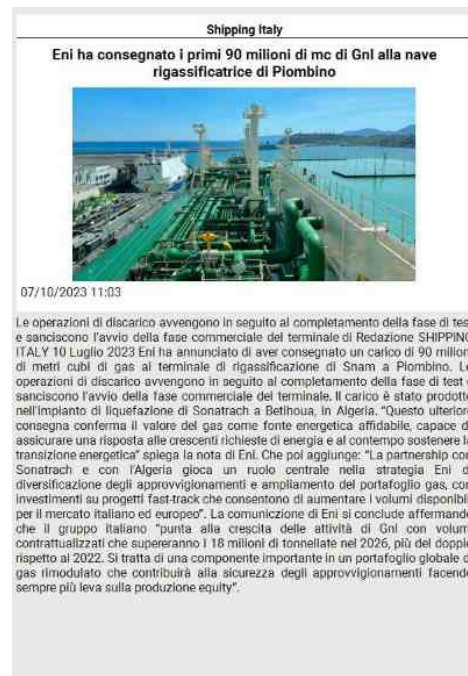 Shipping Italy
Eni ha consegnato i primi 90 milioni di mc di Gnl alla nave
rigassificatrice di Piombino
07/10/2023 11:03
Le operazioni di discarico avvengono in seguito al completamento della fase di tes
e sanciscono l'avvio della fase commerciale del terminale di Redazione SHIPPING
ITALY 10 Luglio 2023 Eni ha annunciato di aver consegnato un carico di 90 milion
di metri cubi di gas al terminale di rigassificazione di Snam a Piombino. Le
operazioni di discarico avvengono in seguito al completamento della fase di test e
sanciscono l'avvio della fase commerciale del terminale. Il carico è stato prodotto
nell'impianto di liquefazione di Sonatrach a Bethoua, in Algeria. "Questo ulterior
consegna conferma il valore del gas come fonte energetica affidabile, capace d
assicurare una risposta alle crescenti richieste di energia e al contempo sostenere la
transizione energetica" spiega la nota di Eni. Che poi aggiunge: "La partnership con
Sonatrach e con l'Algeria gioca un ruolo centrale nella strategia Eni d
diversificazione degli approvvigionamenti e ampliamento del portafoglio gas, con
investimenti su progetti fast-track che consentono di aumentare i volumi disponibil
per il mercato italiano ed europeo". La comuniczione di Eni si conclude affermando
che il gruppo italiano "punta alla crescita delle attività di Gnl con volum
contrattualizzati che supereranno i 18 milioni di tonnellate nel 2026, più del doppio
rispetto al 2022. Si tratta di una componente importante in un portafoglio globale d
gas rimodulato che contribuirà alla sicurezza degli approvvigionamenti facendo
sempre più leva sulla produzione equity".